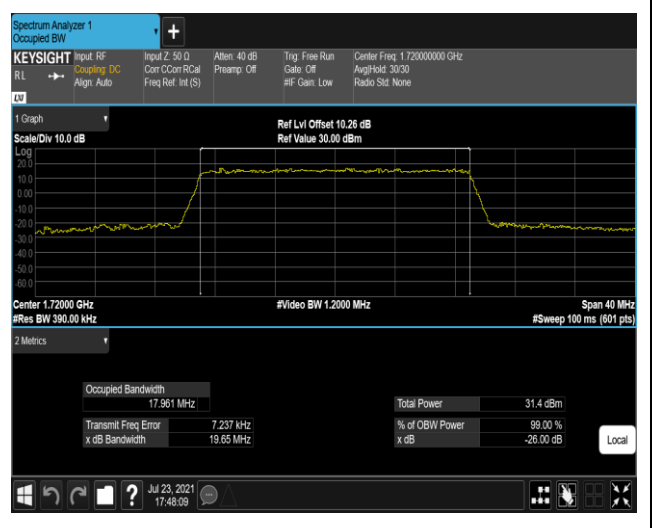 Spectrum Analyzer 1
Occupied BW
+
KEYSIGHT Input: RF Input Z: 50 Ω Atten: 40 dB Trig: Free Run Center Freq: 1.720000000 GHz
RL Coupling: DC Corr CCorr RCal Preamp: Off Gate: Off Avg|Hold: 30/30
Align: Auto Freq Ref: Int (S) #IF Gain: Low Radio Std: None
LXI
1 Graph
Ref Lvl Offset 10.26 dB
Scale/Div 10.0 dB Ref Value 30.00 dBm
Log
20.0
10.0
0.00
-10.0
-20.0
-30.0
-40.0
-50.0
-60.0
Center 1.72000 GHz #Video BW 1.2000 MHz Span 40 MHz
#Res BW 390.00 kHz #Sweep 100 ms (601 pts)
2 Metrics
Occupied Bandwidth
17.961 MHz Total Power 31.4 dBm
Transmit Freq Error 7.237 kHz % of OBW Power 99.00 %
x dB Bandwidth 19.65 MHz x dB -26.00 dB
Local
? Jul 23, 2021
17:48:09